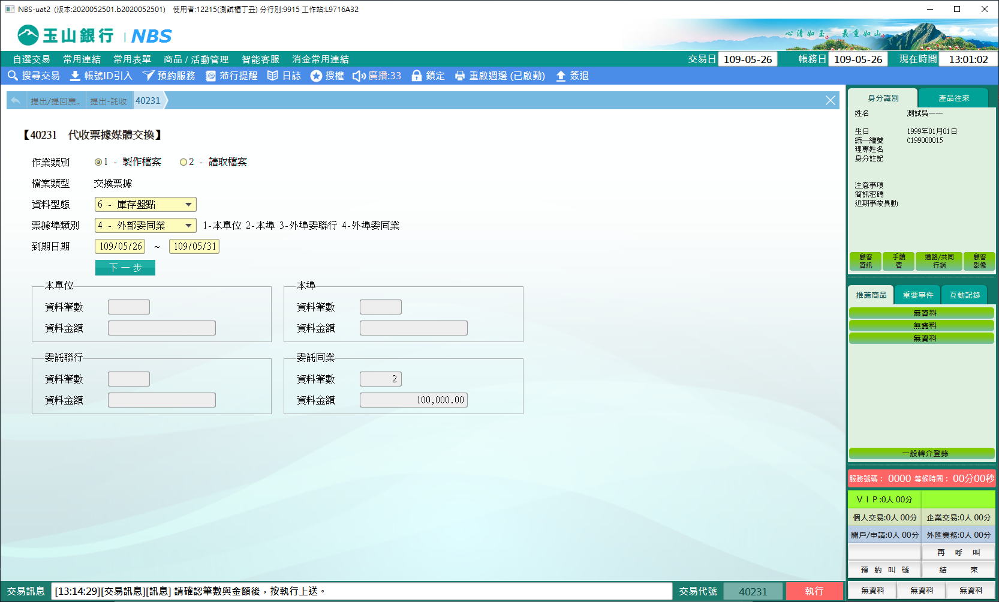 NBS-uat2 (版本:2020052501.b2020052501) 使用者:12215(測試櫃丁丑) 分行別:9915 工作站:L9716A32
玉山銀行 | NBS
心清如玉。義重如山。
自選交易 常用連結 常用表單 商品 / 活動管理 智能客服 消金常用連結 交易日 109-05-26 帳務日 109-05-26 現在時間 13:01:02
搜尋交易 帳號ID引入 預約服務 蒞行提醒 日誌 授權 廣播:33 鎖定 重啟週邊 (已啟動) 簽退
提出/提回票.. 提出-託收 40231
【40231 代收票據媒體交換】
作業類別 1 - 製作檔案 2 - 讀取檔案
檔案類型 交換票據
資料型態 6 - 庫存盤點
票據埠類別 4 - 外部委同業 1-本單位 2-本埠 3-外埠委聯行 4-外埠委同業
到期日期 109/05/26 ~ 109/05/31
下一步
本單位
資料筆數
資料金額
本埠
資料筆數
資料金額
委託聯行
資料筆數
資料金額
委託同業
資料筆數 2
資料金額 100,000.00
身分識別 產品往來
姓名 測試吳一一
生日 1999年01月01日
統一編號 C199000015
理專姓名
身分註記
注意事項
簡訊密碼
近期事故異動
顧客資訊 手續費 通路/共同行銷 顧客影像
推薦商品 重要事件 互動記錄
無資料
無資料
無資料
一般轉介登錄
服務號碼: 0000 等候時間: 00分00秒
VIP:0人 00分
個人交易:0人 00分 企業交易:0人 00分
開戶/申請:0人 00分 外匯業務:0人 00分
再呼叫
預約叫號 結束
無資料 無資料 無資料
交易訊息 [13:14:29][交易訊息][訊息] 請確認筆數與金額後，按執行上送。 交易代號 40231 執行